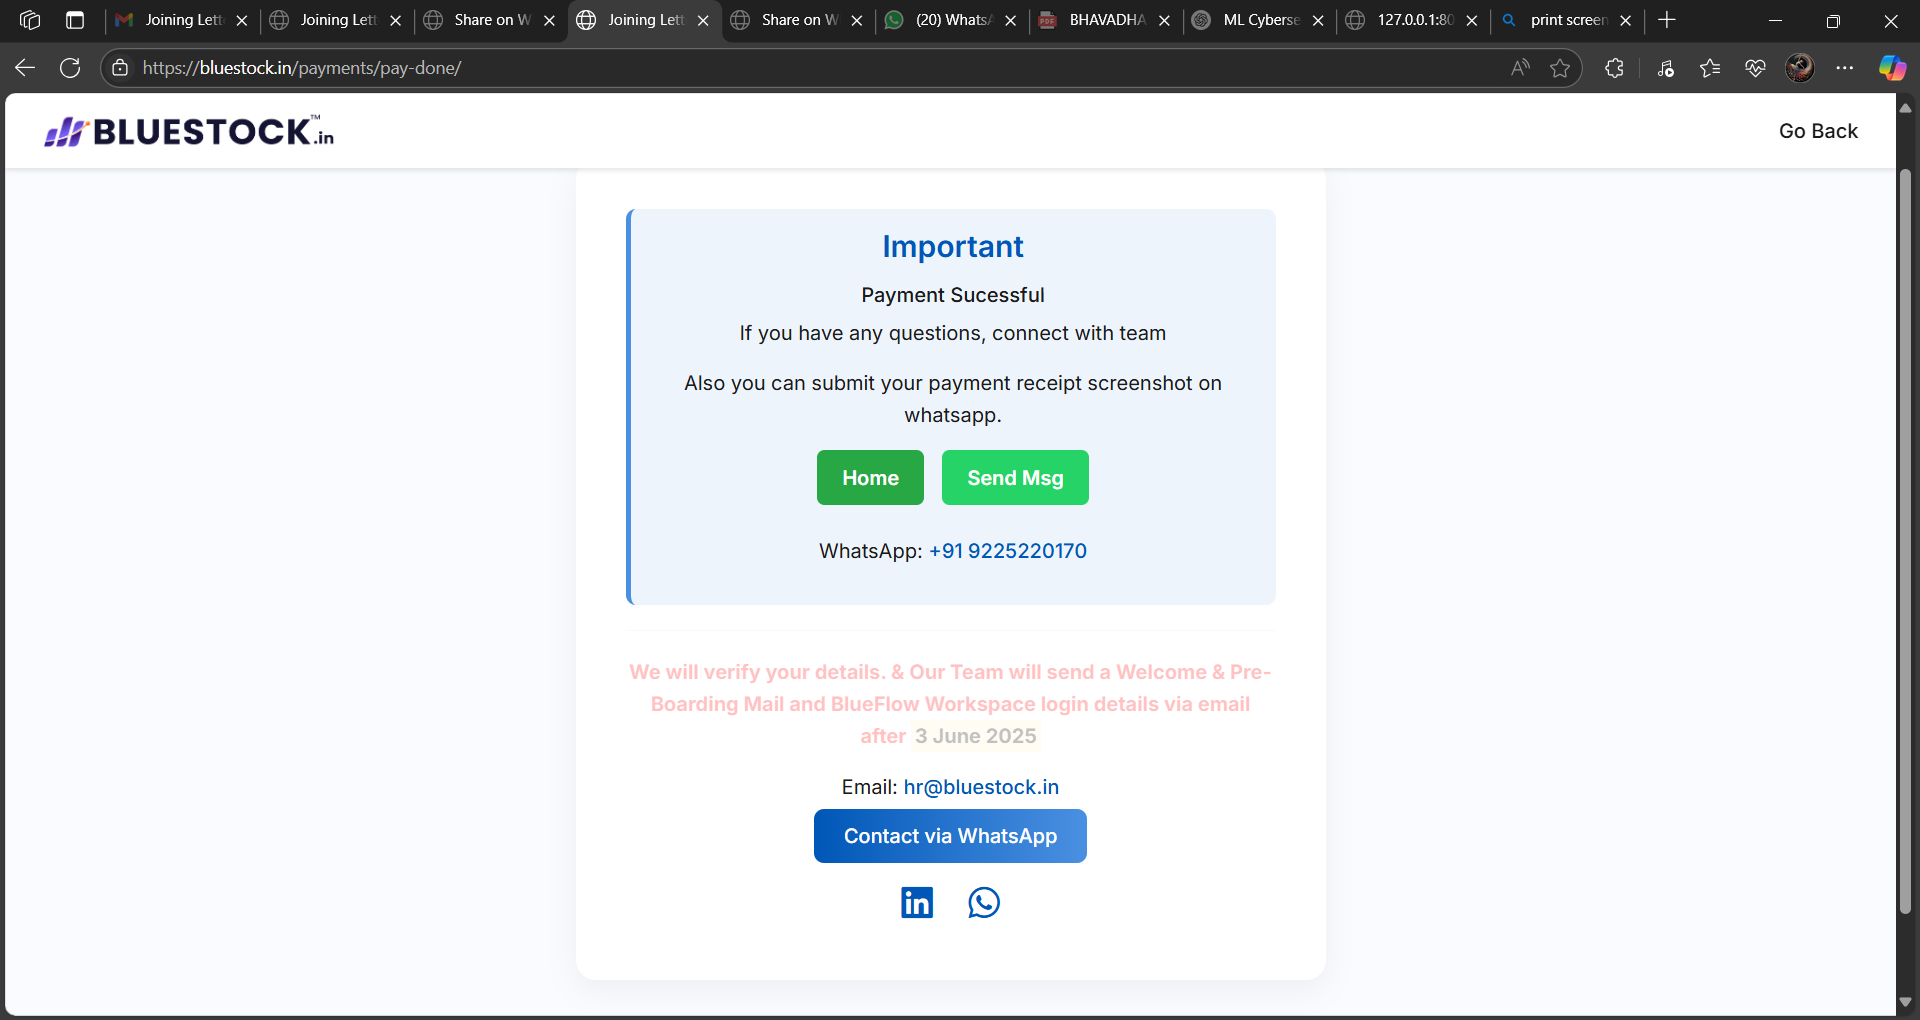 Joining Lett
Joining Lett
Share on W
Joining Lett
Share on W
(20) WhatsA
BHAVADHA
ML Cyberse
127.0.0.1:80
print screen
https://bluestock.in/payments/pay-done/
BLUESTOCK™.in
Go Back
Important
Payment Sucessful
If you have any questions, connect with team
Also you can submit your payment receipt screenshot on
whatsapp.
Home
Send Msg
WhatsApp: +91 9225220170
We will verify your details. & Our Team will send a Welcome & Pre-
Boarding Mail and BlueFlow Workspace login details via email
after 3 June 2025
Email: hr@bluestock.in
Contact via WhatsApp
in